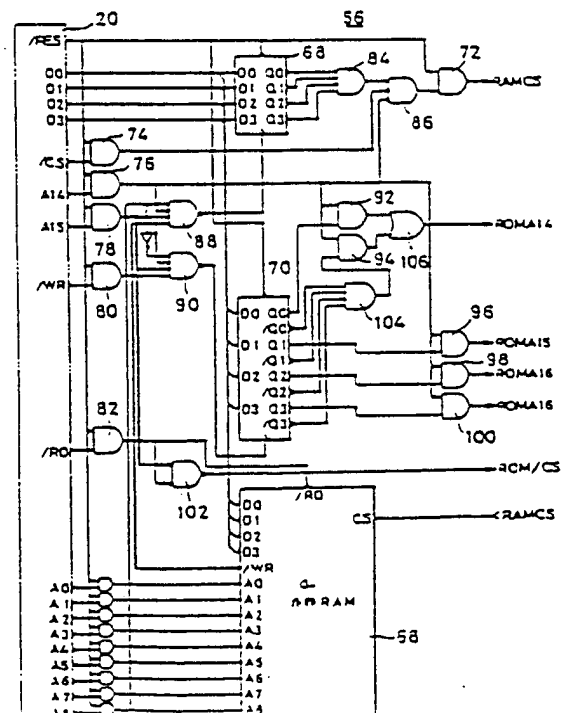 20
56
/RES
68
84
72
D0
D1
D2
D3
D0
D1
D2
D3
Q0
Q1
Q2
Q3
RAMCS
86
74
/CS
76
A14
A15
88
92
ROMA14
78
94
106
80
/WR
90
70
104
D0
D1
D2
D3
Q0
/Q0
Q1
/Q1
Q2
/Q2
Q3
/Q3
96
ROMA15
98
ROMA16
ROMA16
100
82
/RD
102
ROM/CS
/RD
D0
D1
D2
D3
CS
RAMCS
/WR
A0
A1
A2
A3
A4
A5
A6
A7
A0
A1
A2
A3
A4
A5
A6
A7
A8
68